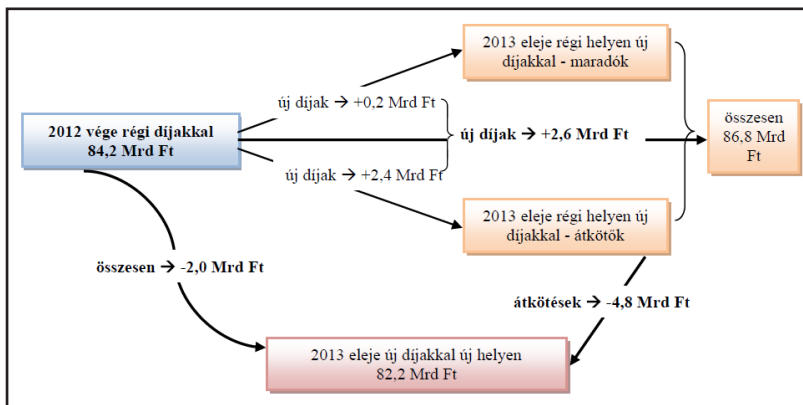 2013 eleje régi helyen új
díjakkal - maradók
új díjak → +0,2 Mrd Ft
2012 vége régi díjakkal
84,2 Mrd Ft
új díjak → +2,6 Mrd Ft
összesen
86,8 Mrd
Ft
új díjak → +2,4 Mrd Ft
2013 eleje régi helyen új
díjakkal - átkötők
összesen → -2,0 Mrd Ft
átkötések → -4,8 Mrd Ft
2013 eleje új díjakkal új helyen
82,2 Mrd Ft